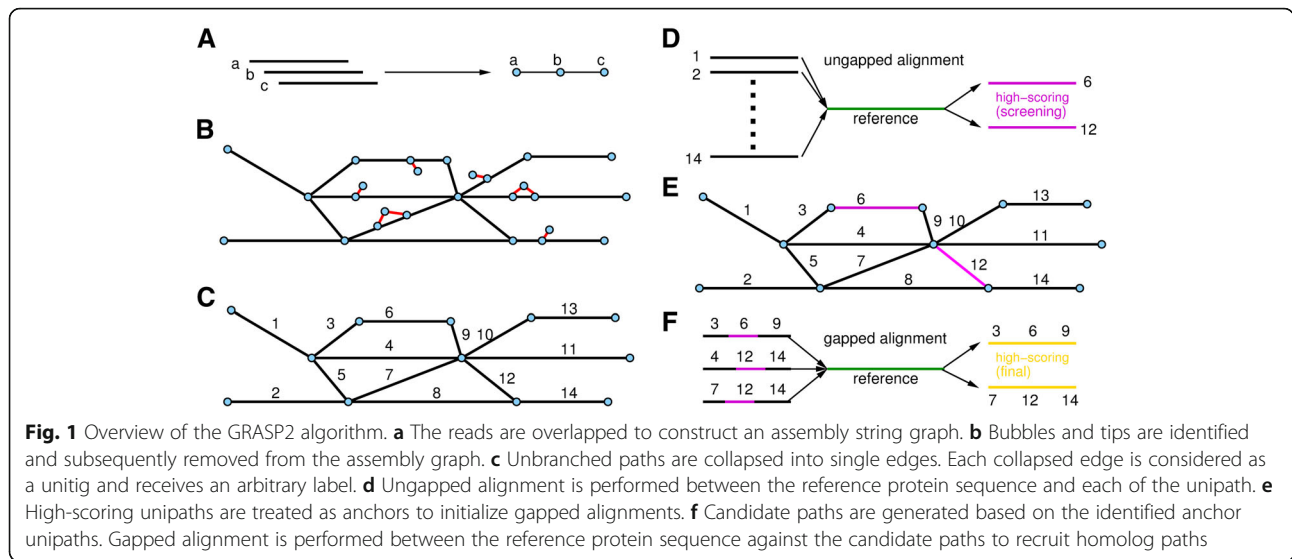 A
a
b
c
a b c
B
C
1
3
6
4
5
7
2
8
9
10
13
11
12
14
D
1
2
14
ungapped alignment
reference
high-scoring
(screening)
6
12
E
1
3
6
4
5
7
2
8
9
10
13
11
12
14
F
3 6 9
4 12 14
7 12 14
gapped alignment
reference
3 6 9
high-scoring
(final)
7 12 14
Fig. 1 Overview of the GRASP2 algorithm. a The reads are overlapped to construct an assembly string graph. b Bubbles and tips are identified
and subsequently removed from the assembly graph. c Unbranched paths are collapsed into single edges. Each collapsed edge is considered as
a unitig and receives an arbitrary label. d Ungapped alignment is performed between the reference protein sequence and each of the unipath. e
High-scoring unipaths are treated as anchors to initialize gapped alignments. f Candidate paths are generated based on the identified anchor
unipaths. Gapped alignment is performed between the reference protein sequence against the candidate paths to recruit homolog paths